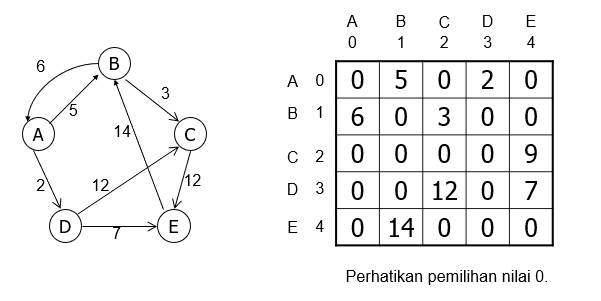 A B C D E
0 1 2 3 4
A 0 0 5 0 2 0
B 1 6 0 3 0 0
C 2 0 0 0 0 9
D 3 0 0 12 0 7
E 4 0 14 0 0 0
Perhatikan pemilihan nilai 0.
B
6
3
5
A
14
C
2
12
12
D
7
E